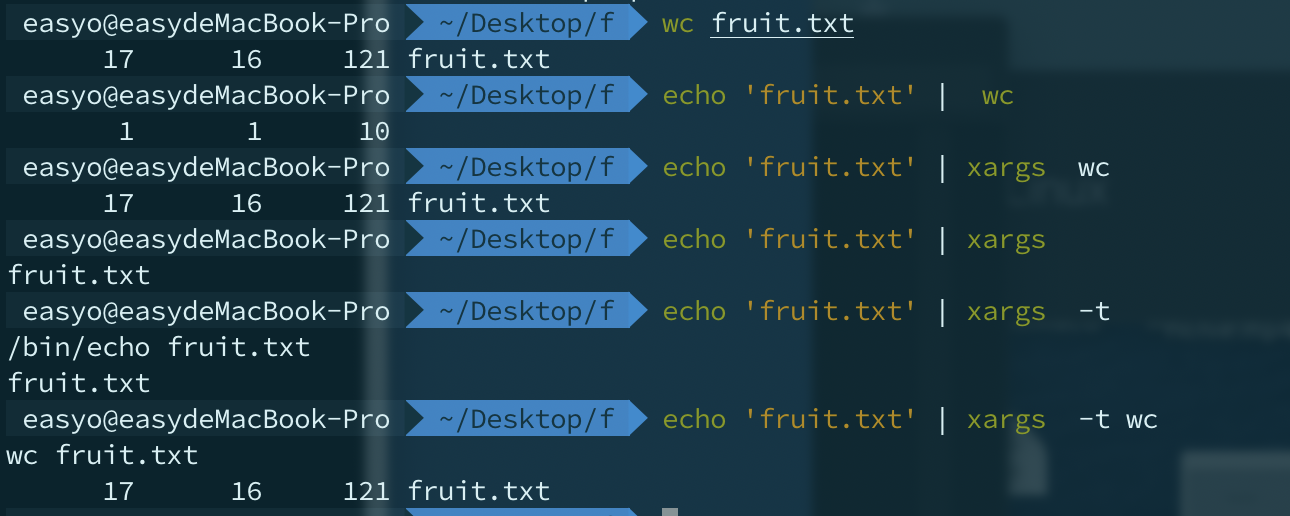 easyo@easydeMacBook-Pro ~/Desktop/f wc fruit.txt
17 16 121 fruit.txt
easyo@easydeMacBook-Pro ~/Desktop/f echo 'fruit.txt' | wc
1 1 10
easyo@easydeMacBook-Pro ~/Desktop/f echo 'fruit.txt' | xargs wc
17 16 121 fruit.txt
easyo@easydeMacBook-Pro ~/Desktop/f echo 'fruit.txt' | xargs
fruit.txt
easyo@easydeMacBook-Pro ~/Desktop/f echo 'fruit.txt' | xargs -t
/bin/echo fruit.txt
fruit.txt
easyo@easydeMacBook-Pro ~/Desktop/f echo 'fruit.txt' | xargs -t wc
wc fruit.txt
17 16 121 fruit.txt